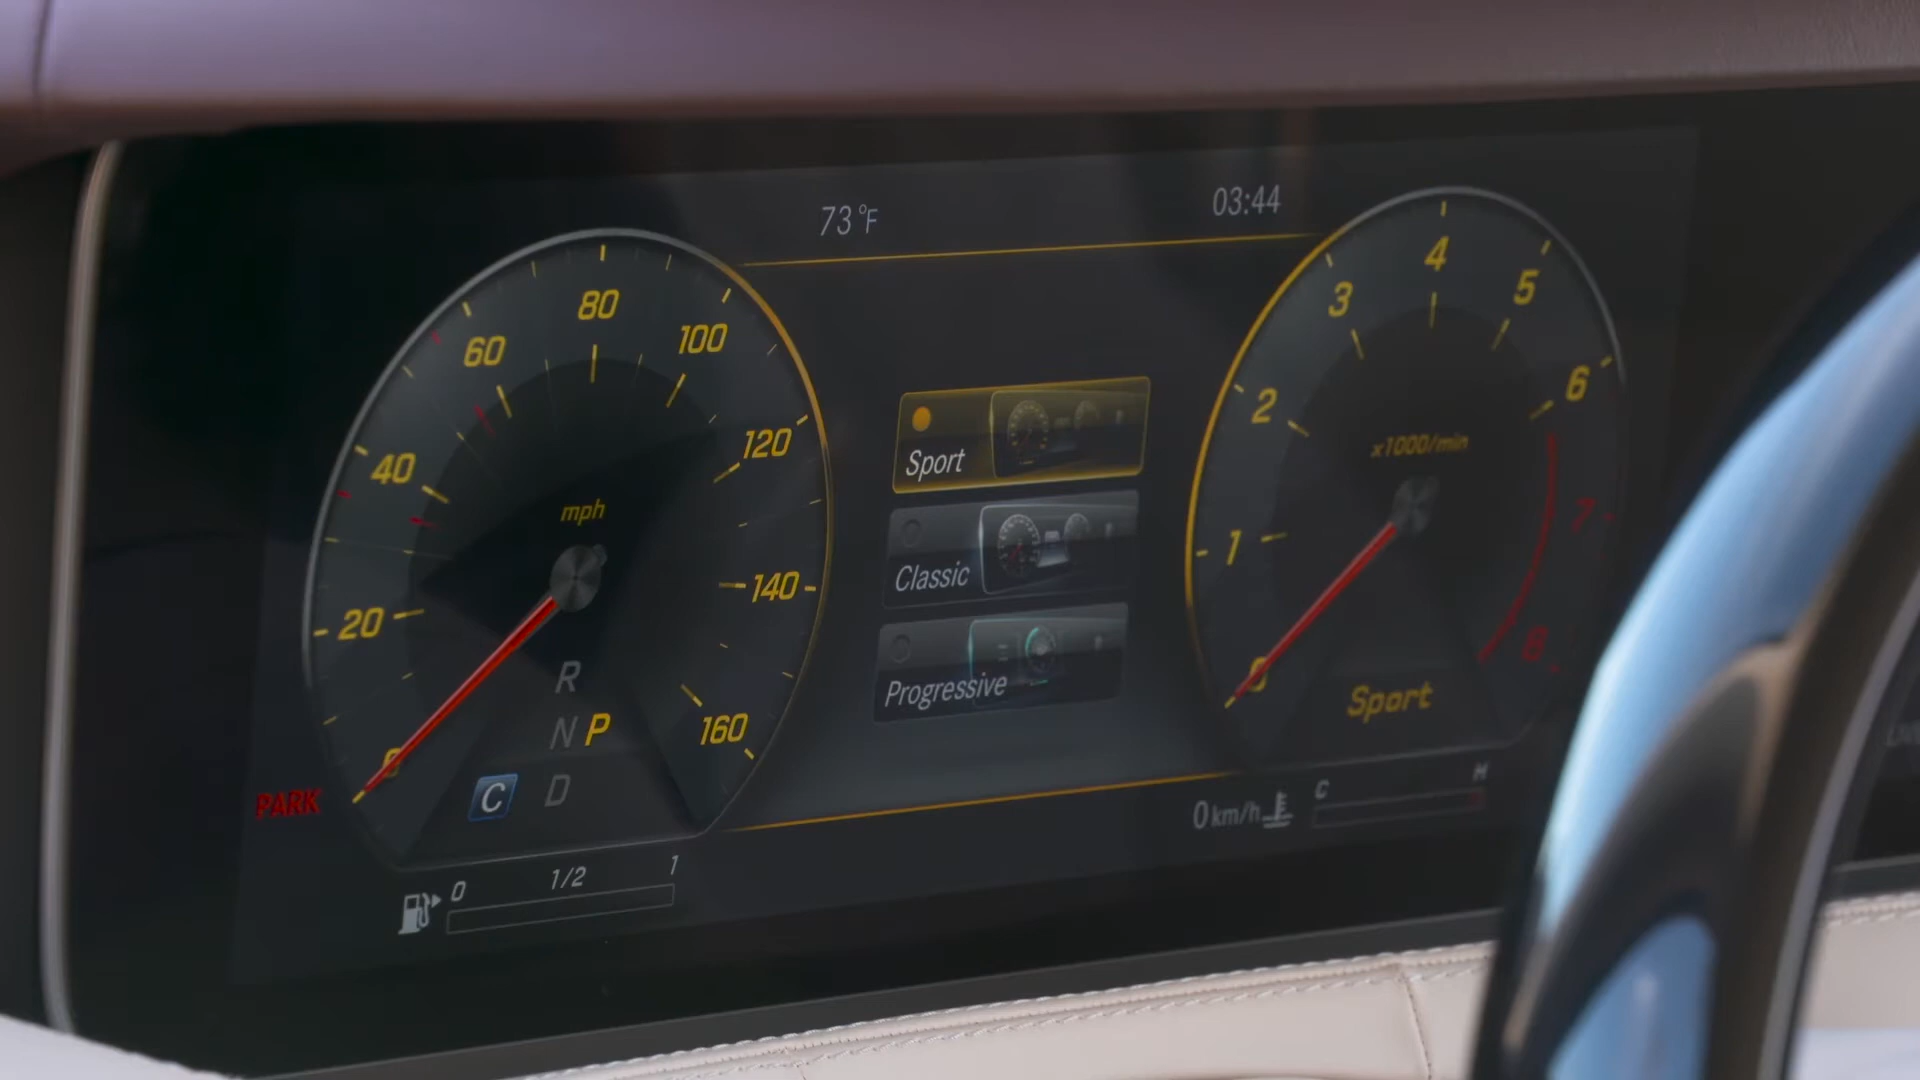 73°F
03:44
80
60
100
40
120
mph
20
140
0
160
R
N P
C D
PARK
0 1/2 1
Sport
Classic
Progressive
4
3
5
2
6
x1000/min
1
7
0
8
Sport
0 km/h
C H